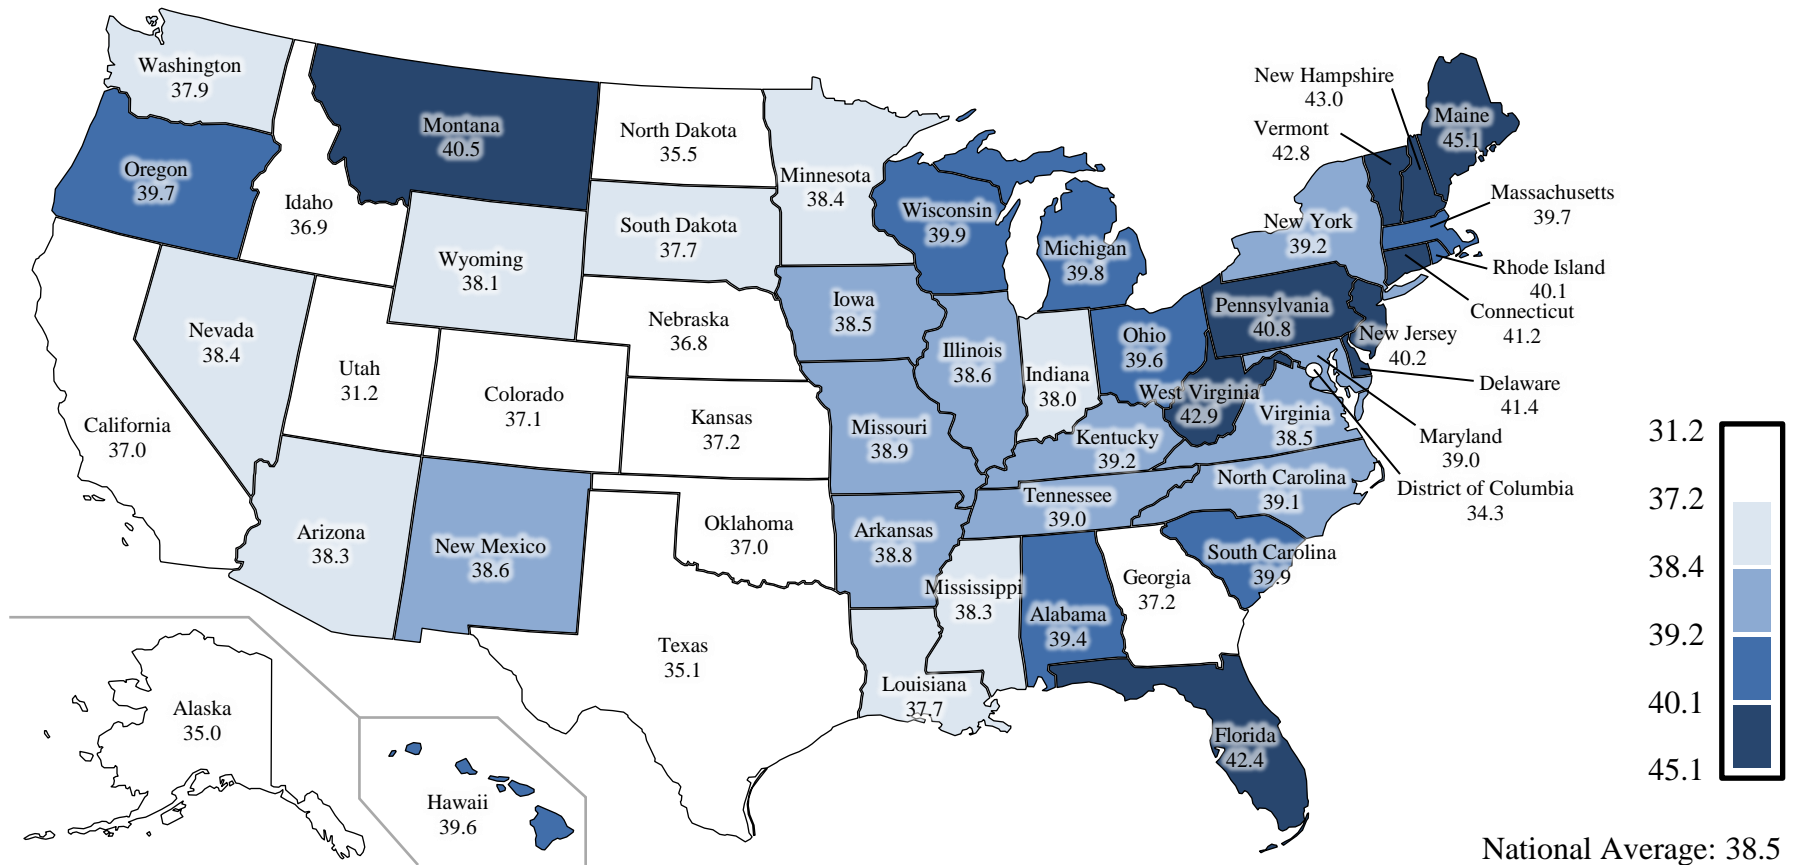 Washington
37.9
Oregon
39.7
California
37.0
Idaho
36.9
Nevada
38.4
Montana
40.5
Wyoming
38.1
Utah
31.2
Arizona
38.3
Colorado
37.1
New Mexico
38.6
North Dakota
35.5
South Dakota
37.7
Nebraska
36.8
Kansas
37.2
Oklahoma
37.0
Texas
35.1
Minnesota
38.4
Iowa
38.5
Missouri
38.9
Arkansas
38.8
Louisiana
37.7
Wisconsin
39.9
Illinois
38.6
Michigan
39.8
Indiana
38.0
Ohio
39.6
Kentucky
39.2
Tennessee
39.0
Mississippi
38.3
Alabama
39.4
Georgia
37.2
Florida
42.4
South Carolina
39.9
North Carolina
39.1
Virginia
38.5
West Virginia
42.9
Pennsylvania
40.8
New York
39.2
New Jersey
40.2
Vermont
42.8
New Hampshire
43.0
Maine
45.1
Massachusetts
39.7
Rhode Island
40.1
Connecticut
41.2
Delaware
41.4
Maryland
39.0
District of Columbia
34.3
Alaska
35.0
Hawaii
39.6
31.2
37.2
38.4
39.2
40.1
45.1
National Average: 38.5